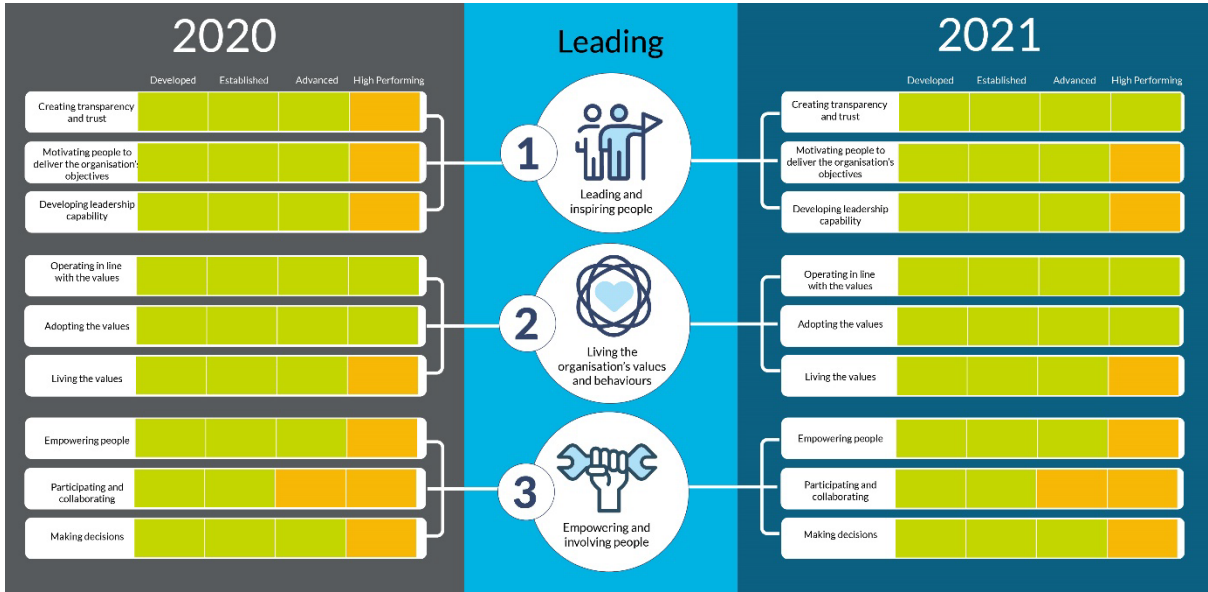 2020
Developed Established Advanced High Performing
Creating transparency
and trust
Motivating people to
deliver the organisation's
objectives
Developing leadership
capability
Operating in line
with the values
Adopting the values
Living the values
Empowering people
Participating and
collaborating
Making decisions
Leading
1
Leading and
inspiring people
2
Living the
organisation's values
and behaviours
3
Empowering and
involving people
2021
Developed Established Advanced High Performing
Creating transparency
and trust
Motivating people to
deliver the organisation's
objectives
Developing leadership
capability
Operating in line
with the values
Adopting the values
Living the values
Empowering people
Participating and
collaborating
Making decisions